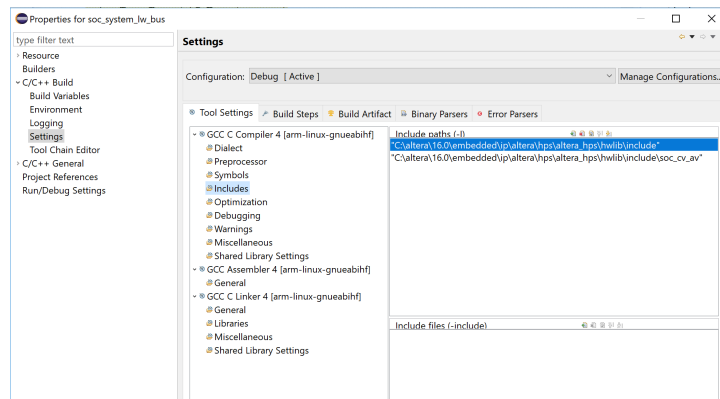 Properties for soc_system_lw_bus
type filter text
Settings
Resource
Builders
C/C++ Build
Build Variables
Environment
Logging
Settings
Tool Chain Editor
C/C++ General
Project References
Run/Debug Settings
Configuration: Debug [ Active ]
Manage Configurations..
Tool Settings
Build Steps
Build Artifact
Binary Parsers
Error Parsers
GCC C Compiler 4 [arm-linux-gnueabihf]
Dialect
Preprocessor
Symbols
Includes
Optimization
Debugging
Warnings
Miscellaneous
Shared Library Settings
GCC Assembler 4 [arm-linux-gnueabihf]
General
GCC C Linker 4 [arm-linux-gnueabihf]
General
Libraries
Miscellaneous
Shared Library Settings
Include paths (-I)
"C:\altera\16.0\embedded\ip\altera\hps\altera_hps\hwlib\include"
"C:\altera\16.0\embedded\ip\altera\hps\altera_hps\hwlib\include\soc_cv_av"
Include files (-include)